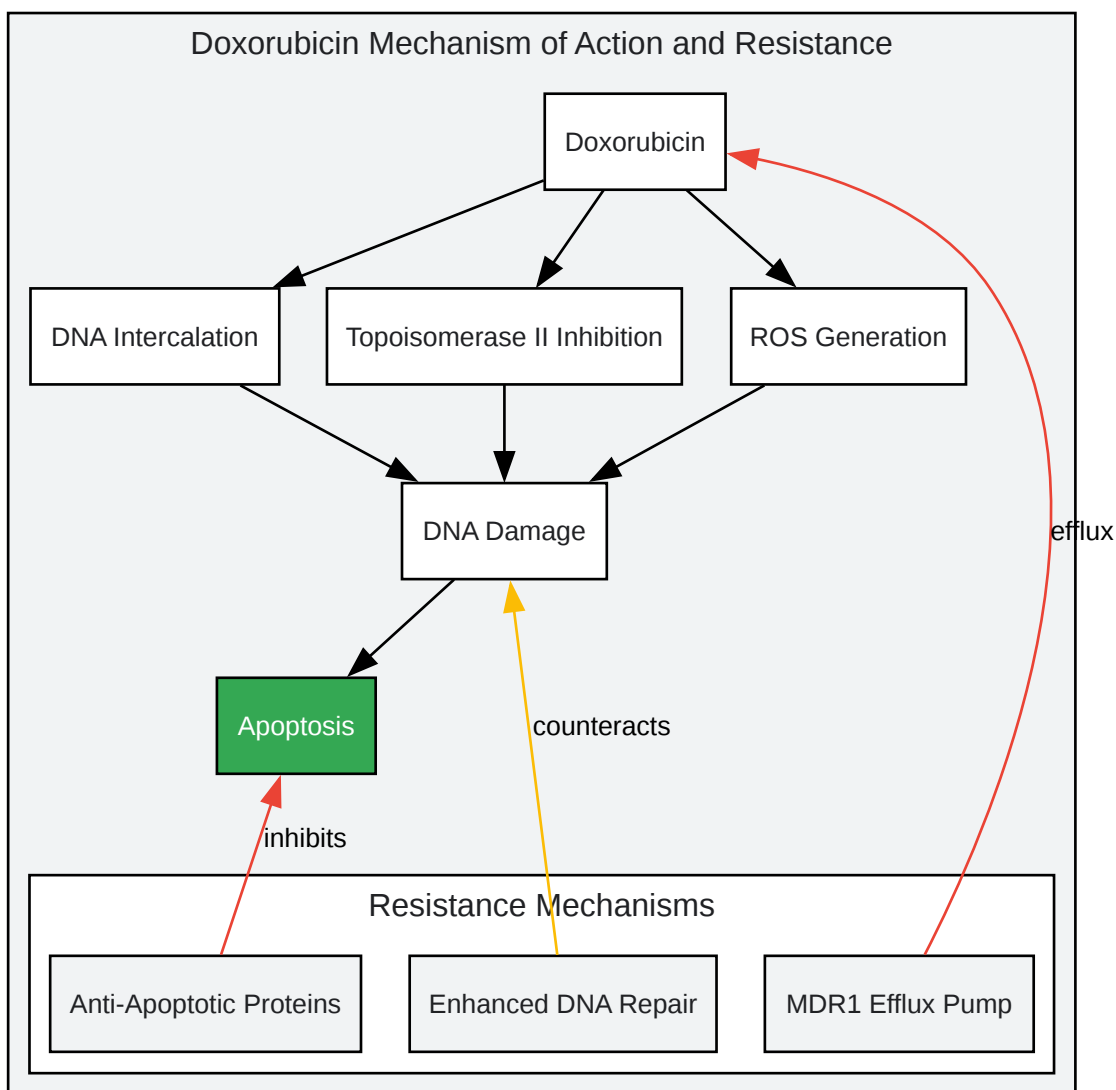 Doxorubicin Mechanism of Action and Resistance
Doxorubicin
DNA Intercalation
Topoisomerase II Inhibition
ROS Generation
DNA Damage
efflux
Apoptosis
counteracts
inhibits
Resistance Mechanisms
Anti-Apoptotic Proteins
Enhanced DNA Repair
MDR1 Efflux Pump